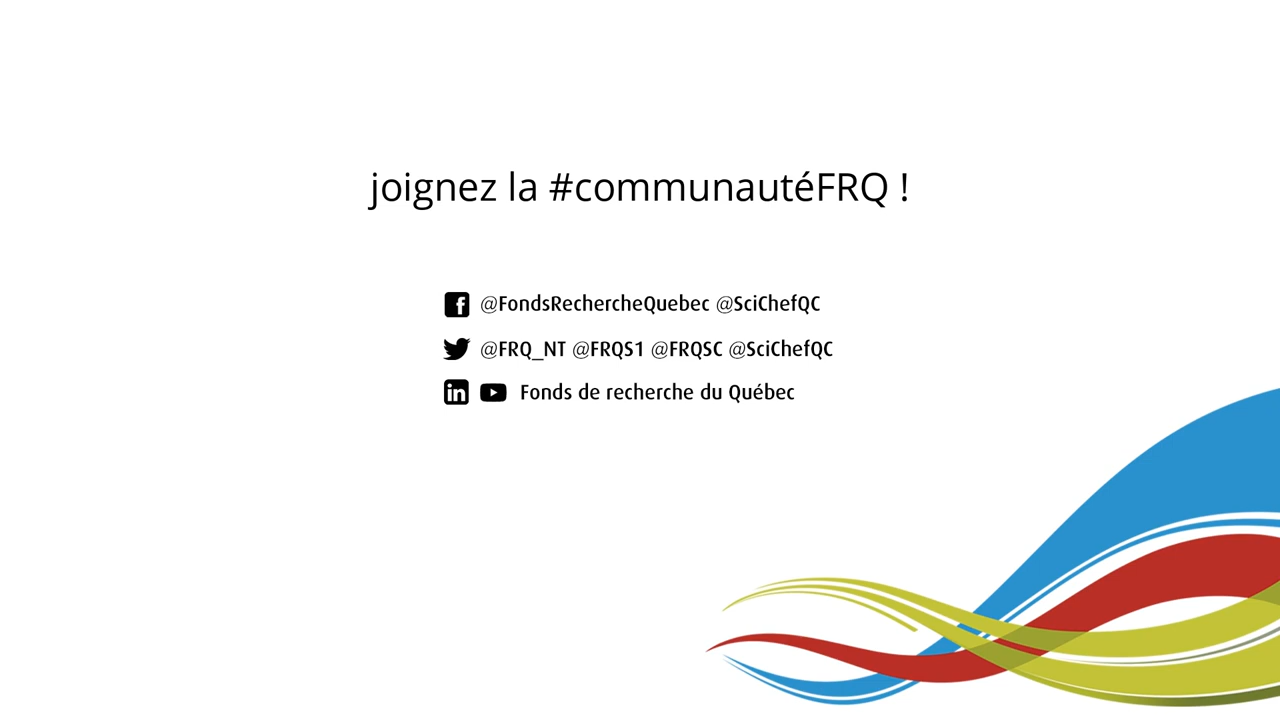 joignez la #communautéFRQ !
@FondsRechercheQuebec @SciChefQC
@FRQ_NT @FRQS1 @FRQSC @SciChefQC
Fonds de recherche du Québec